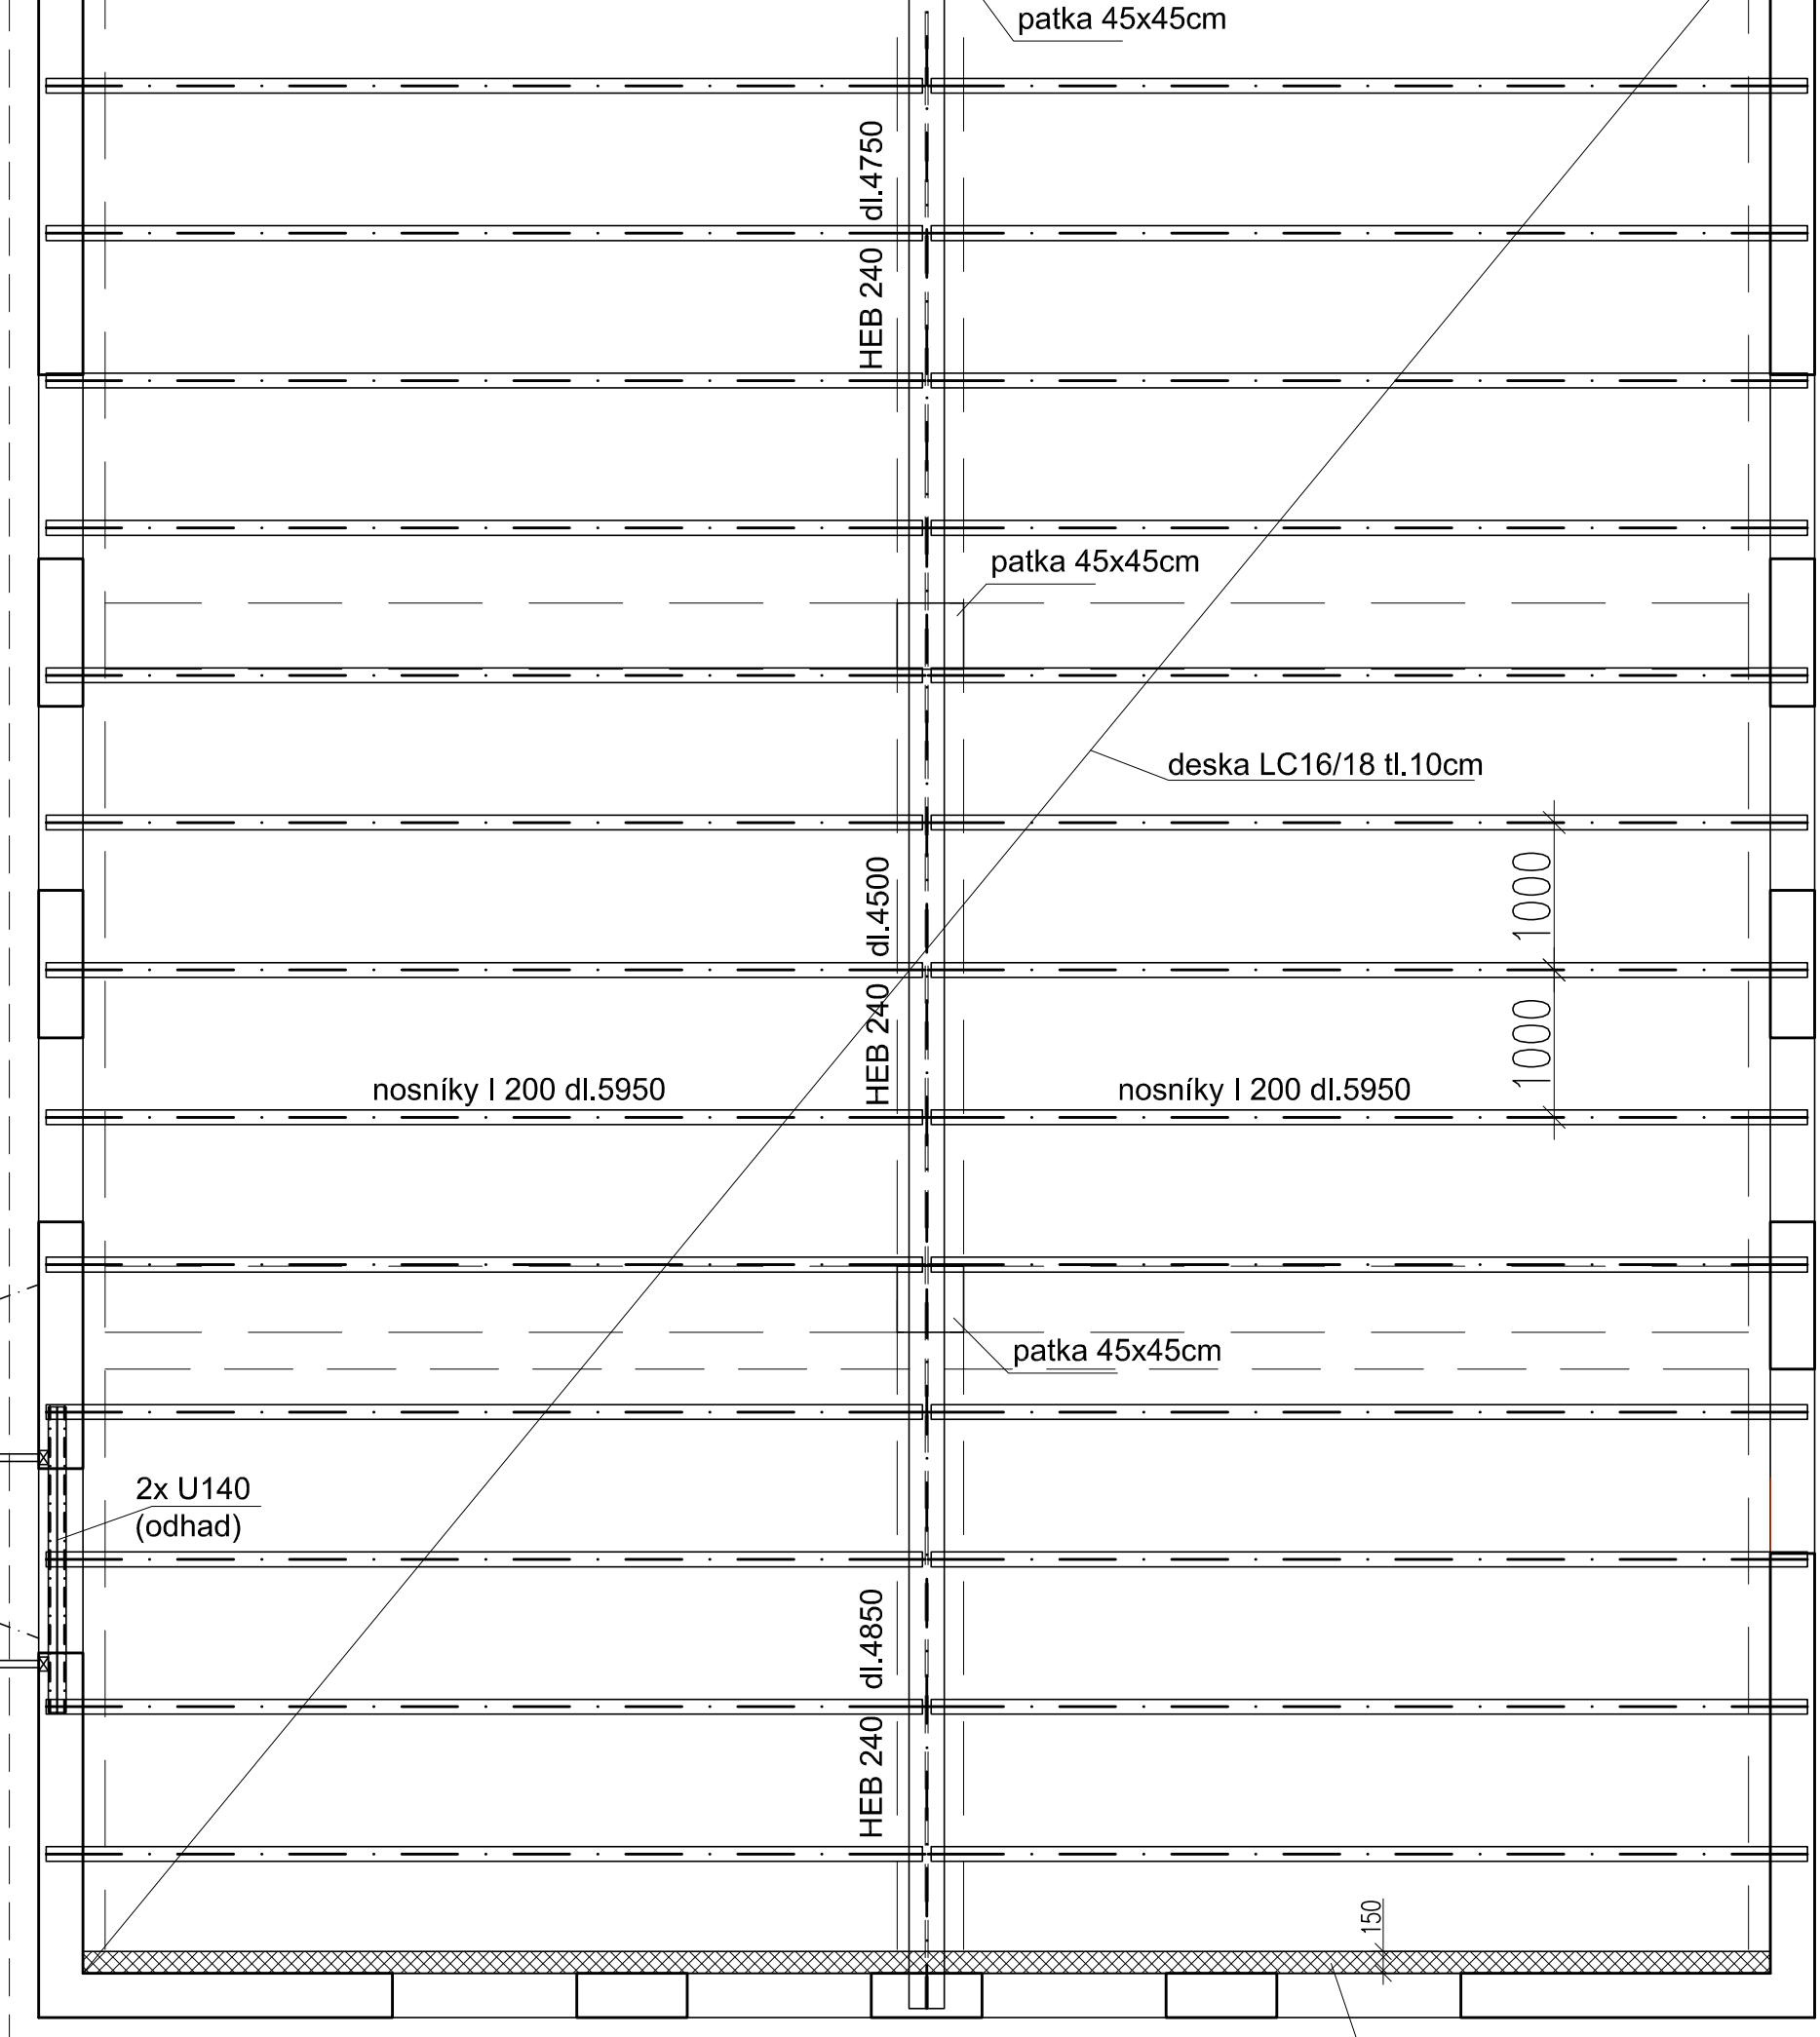 patka 45x45cm
HEB 240 dl.4750
patka 45x45cm
deska LC16/18 tl.10cm
HEB 240 dl.4500
1000
1000
nosníky I 200 dl.5950
nosníky I 200 dl.5950
patka 45x45cm
2x U140
(odhad)
HEB 240 dl.4850
150